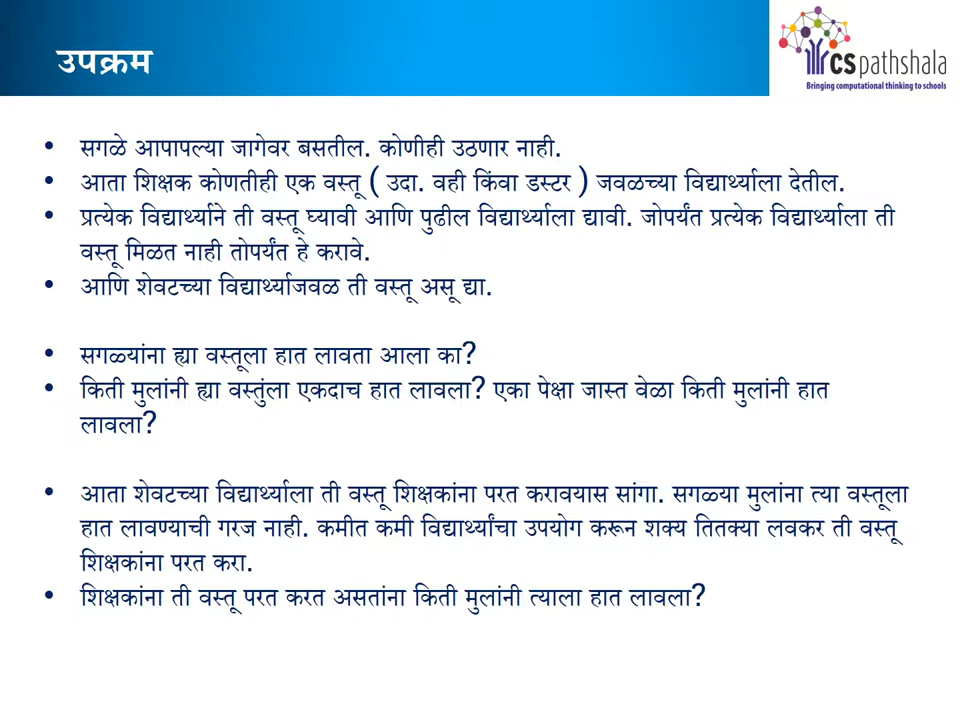 उपक्रम
CSpathshala
Bringing computational thinking to schools
• सगळे आपापल्या जागेवर बसतील. कोणीही उठणार नाही.
• आता शिक्षक कोणतीही एक वस्तू ( उदा. वही किंवा डस्टर ) जवळच्या विद्यार्थ्याला देतील.
• प्रत्येक विद्यार्थ्याने ती वस्तू घ्यावी आणि पुढील विद्यार्थ्याला द्यावी. जोपर्यंत प्रत्येक विद्यार्थ्याला ती
वस्तू मिळत नाही तोपर्यंत हे करावे.
• आणि शेवटच्या विद्यार्थ्याजवळ ती वस्तू असू द्या.
• सगळ्यांना ह्या वस्तूला हात लावता आला का?
• किती मुलांनी ह्या वस्तुंला एकदाच हात लावला? एका पेक्षा जास्त वेळा किती मुलांनी हात
लावला?
• आता शेवटच्या विद्यार्थ्याला ती वस्तू शिक्षकांना परत करावयास सांगा. सगळ्या मुलांना त्या वस्तूला
हात लावण्याची गरज नाही. कमीत कमी विद्यार्थ्यांचा उपयोग करून शक्य तितक्या लवकर ती वस्तू
शिक्षकांना परत करा.
• शिक्षकांना ती वस्तू परत करत असतांना किती मुलांनी त्याला हात लावला?